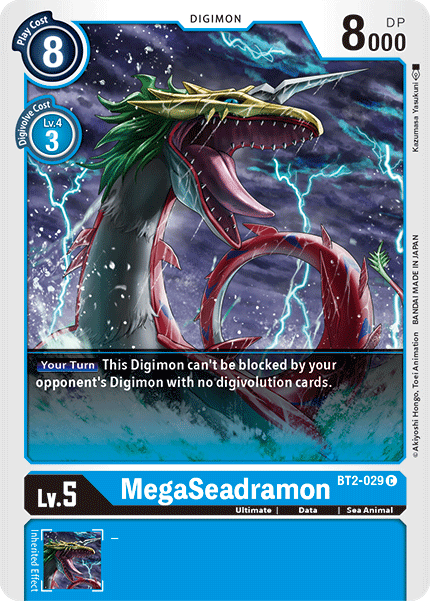 DIGIMON
Play Cost
8
8000
DP
Digivolve Cost
Lv.4
3
Kazumasa Yasukuni
© Akiyoshi Hongo, Toei Animation BANDAI MADE IN JAPAN
Your Turn This Digimon can't be blocked by your
opponent's Digimon with no digivolution cards.
Lv.5
MegaSeadramon
BT2-029 C
Ultimate | Data | Sea Animal
Inherited Effect
–